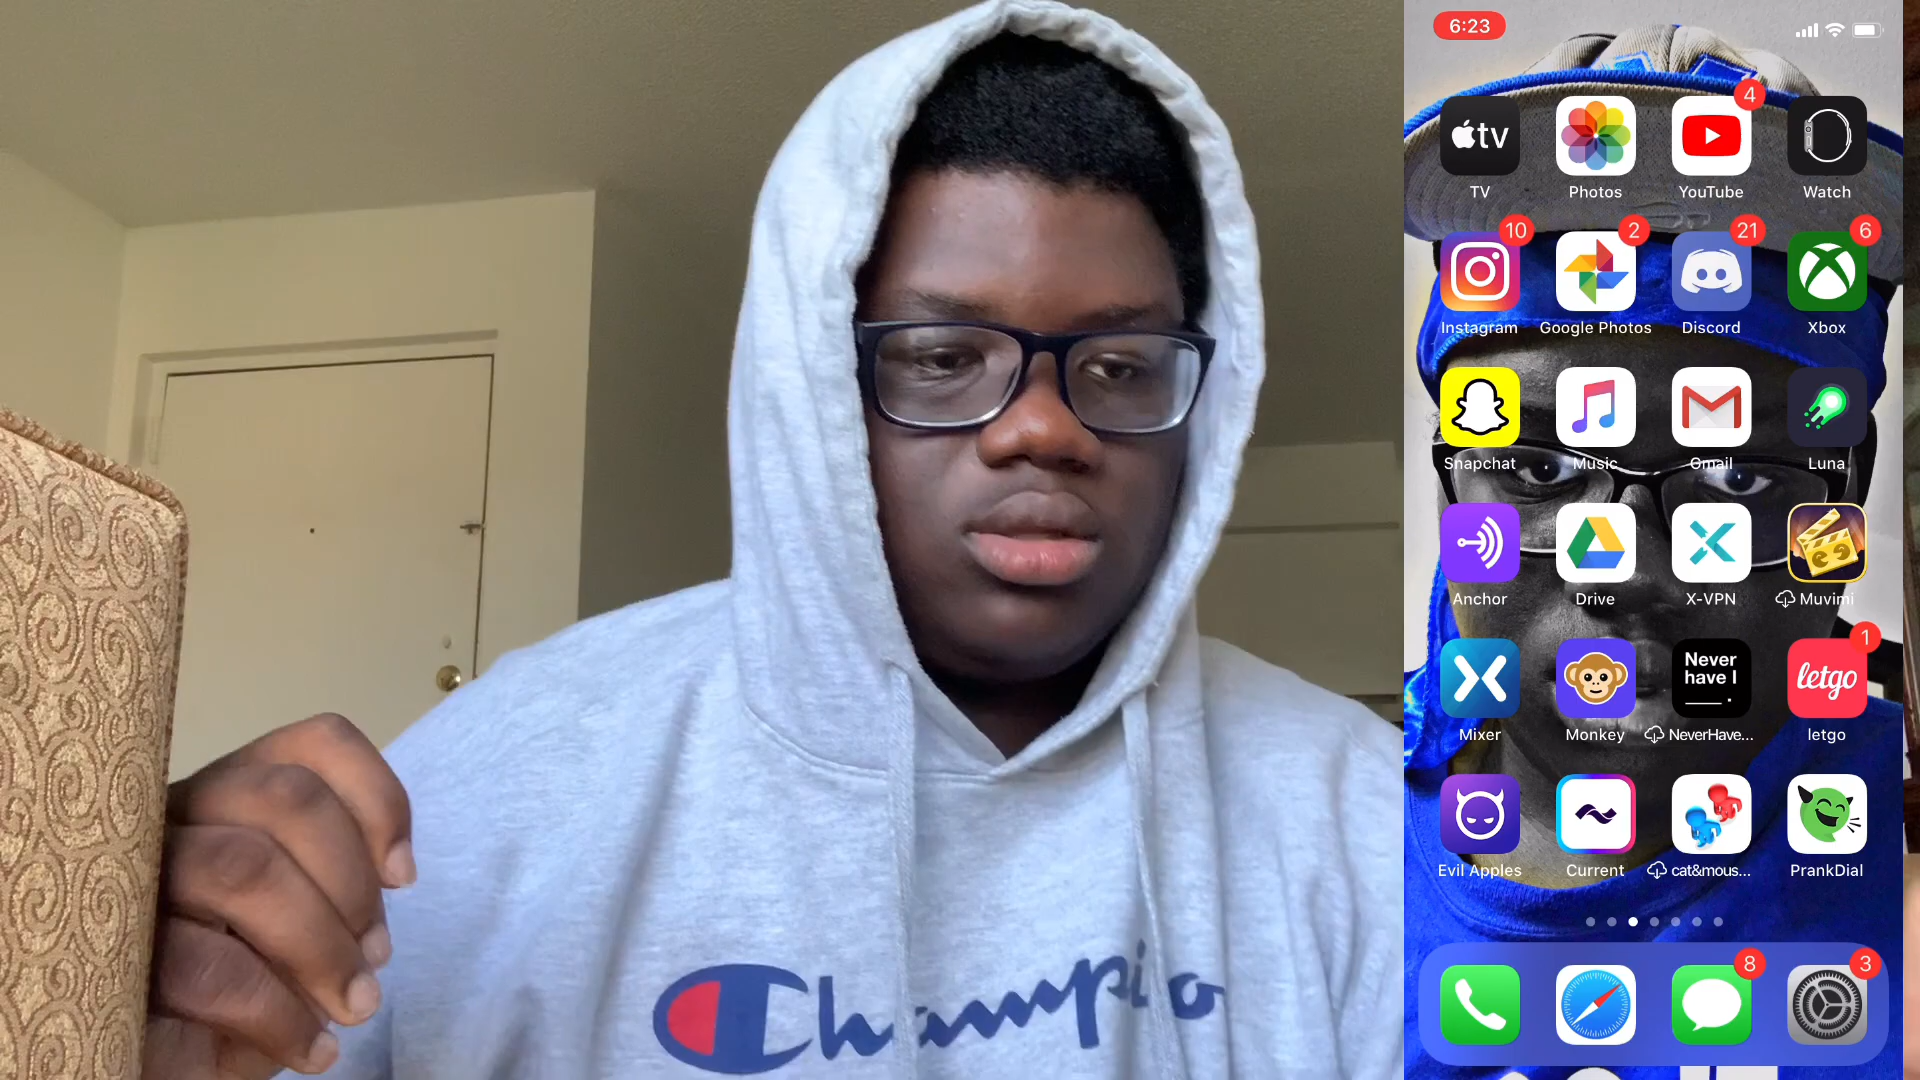 6:23
tv
4
TV
Photos
YouTube
Watch
10
2
21
6
Instagram
Google Photos
Discord
Xbox
Snapchat
Music
Gmail
Luna
Anchor
Drive
X-VPN
Muvimi
Never
have I
___ .
1
letgo
Mixer
Monkey
NeverHave...
letgo
Evil Apples
Current
cat&mous...
PrankDial
8
3
Champio